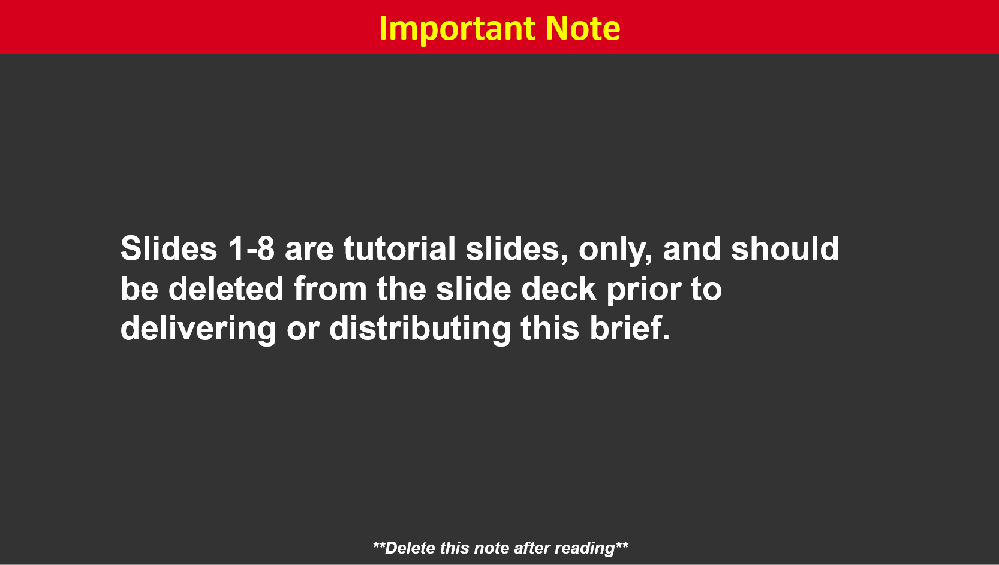 Important Note
Slides 1-8 are tutorial slides, only, and should
be deleted from the slide deck prior to
delivering or distributing this brief.
**Delete this note after reading**